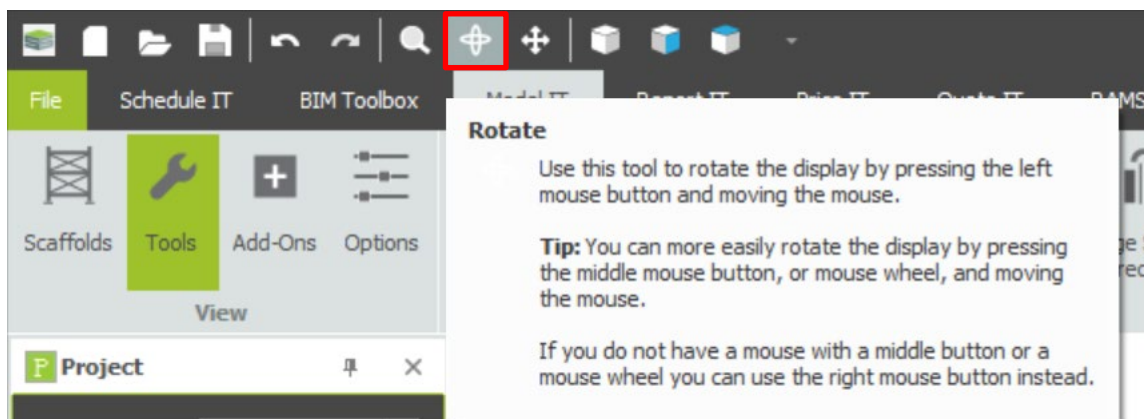 File Schedule IT BIM Toolbox
Rotate
Use this tool to rotate the display by pressing the left
mouse button and moving the mouse.
Scaffolds Tools Add-Ons Options
Tip: You can more easily rotate the display by pressing
the middle mouse button, or mouse wheel, and moving
the mouse.
View
If you do not have a mouse with a middle button or a
mouse wheel you can use the right mouse button instead.
P Project